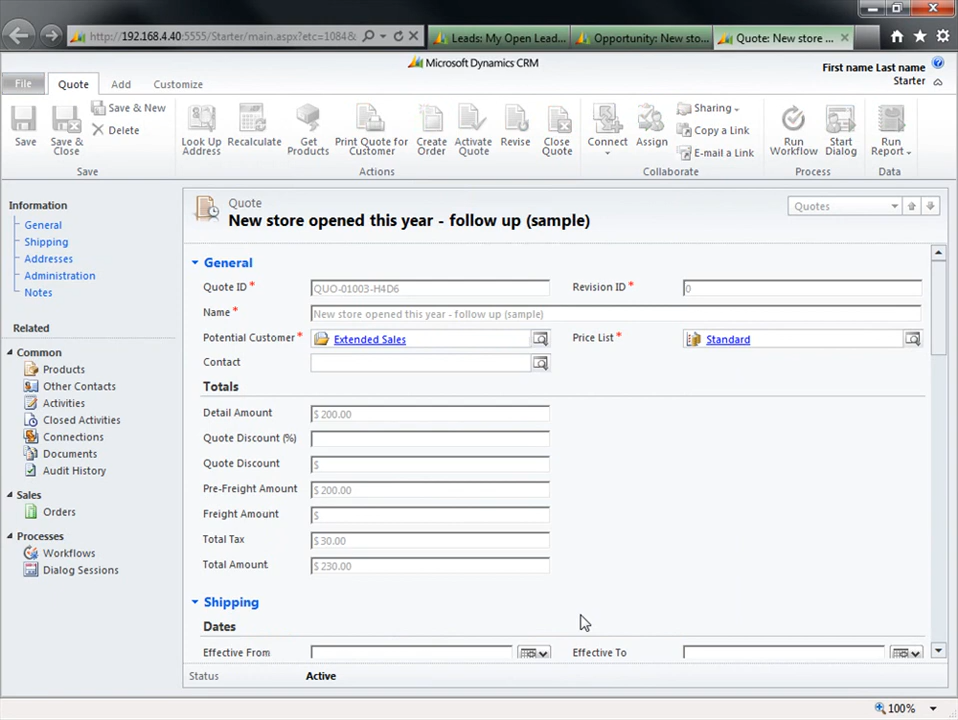 http://192.168.4.40:5555/Starter/main.aspx?etc=1084&
Leads: My Open Lead...
Opportunity: New sto...
Quote: New store ...
Microsoft Dynamics CRM
First name Last name
Starter
File
Quote
Add
Customize
Save
Save & Close
Save & New
Delete
Save
Look Up Address
Recalculate
Get Products
Print Quote for Customer
Create Order
Activate Quote
Revise
Close Quote
Actions
Connect
Assign
Sharing
Copy a Link
E-mail a Link
Collaborate
Run Workflow
Start Dialog
Process
Run Report
Data
Information
General
Shipping
Addresses
Administration
Notes
Related
Common
Products
Other Contacts
Activities
Closed Activities
Connections
Documents
Audit History
Sales
Orders
Processes
Workflows
Dialog Sessions
Quote
New store opened this year - follow up (sample)
Quotes
General
Quote ID * QUO-01003-H4D6 Revision ID * 0
Name * New store opened this year - follow up (sample)
Potential Customer * Extended Sales Price List * Standard
Contact
Totals
Detail Amount $ 200.00
Quote Discount (%)
Quote Discount $
Pre-Freight Amount $ 200.00
Freight Amount $
Total Tax $ 30.00
Total Amount $ 230.00
Shipping
Dates
Effective From Effective To
Status Active
100%